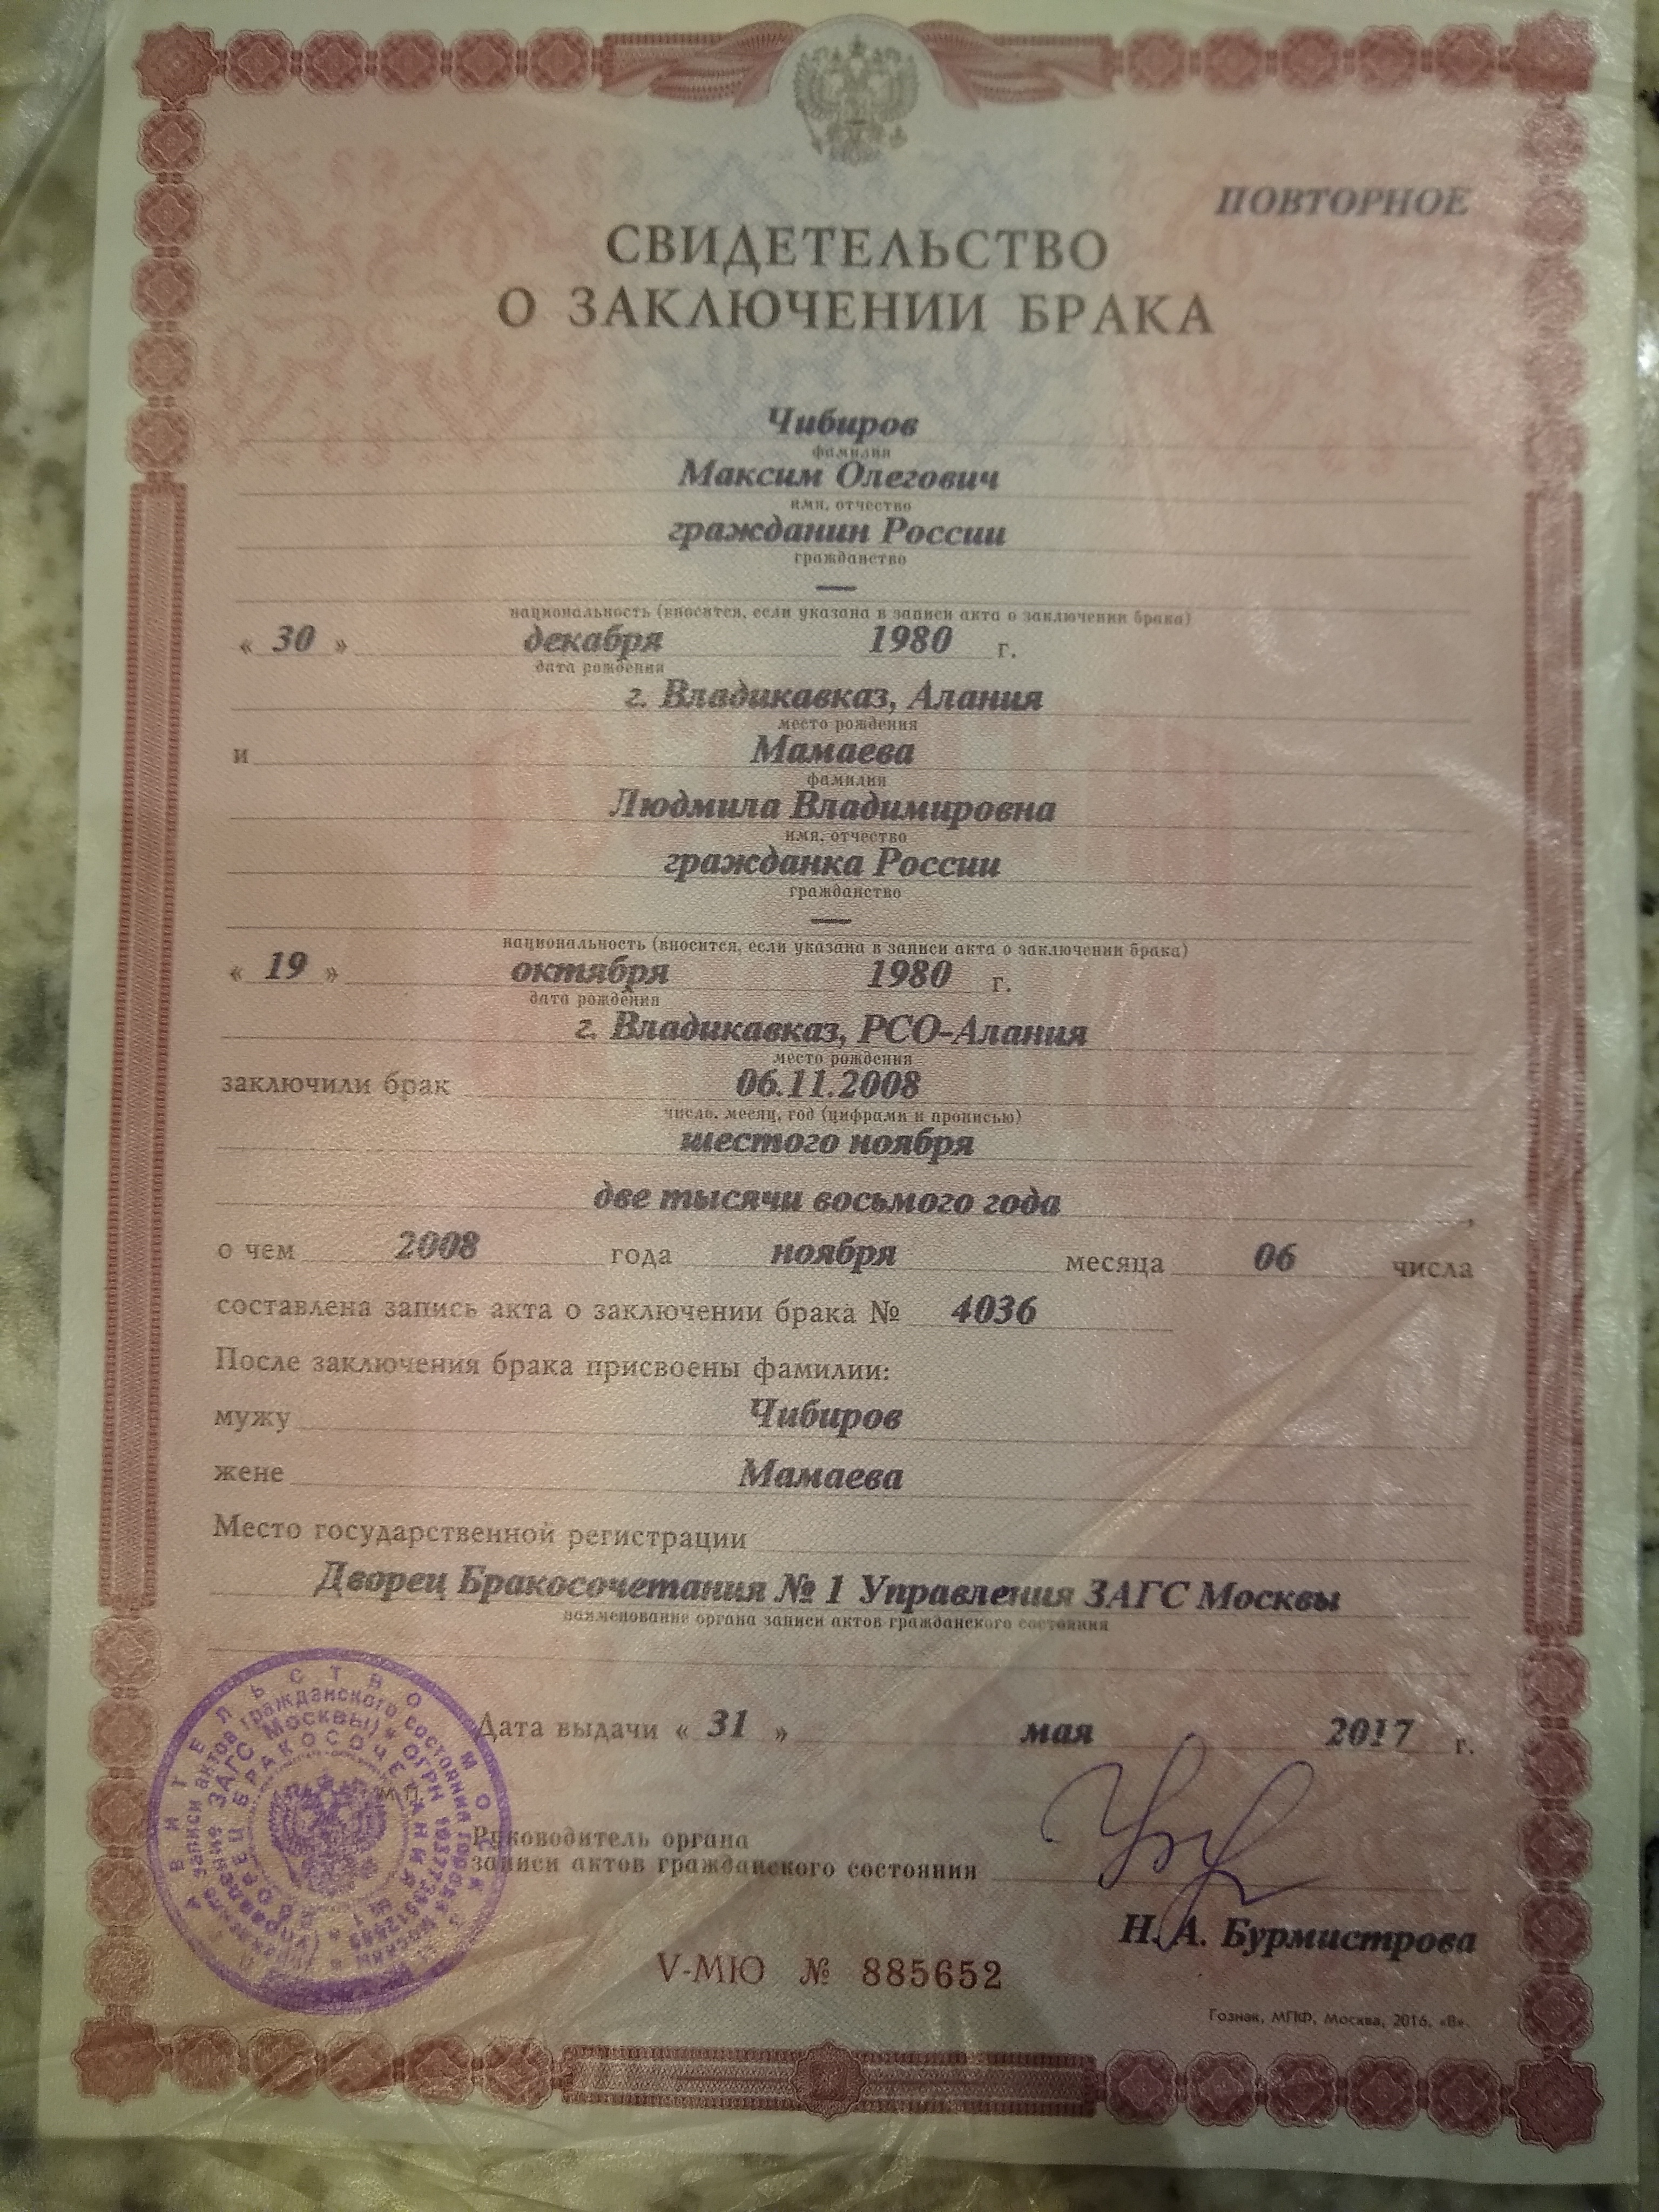 ПОВТОРНОЕ
СВИДЕТЕЛЬСТВО
О ЗАКЛЮЧЕНИИ БРАКА
Чибиров
фамилия
Максим Олегович
имя, отчество
гражданин России
гражданство
—
национальность (вносится, если указана в записи акта о заключении брака)
« 30 » декабря 1980 г.
дата рождения
г. Владикавказ, Алания
место рождения
и Мамаева
фамилия
Людмила Владимировна
имя, отчество
гражданка России
гражданство
—
национальность (вносится, если указана в записи акта о заключении брака)
« 19 » октября 1980 г.
дата рождения
г. Владикавказ, РСО-Алания
место рождения
заключили брак 06.11.2008
число, месяц, год (цифрами и прописью)
шестого ноября
две тысячи восьмого года ,
о чем 2008 года ноября месяца 06 числа
составлена запись акта о заключении брака № 4036
После заключения брака присвоены фамилии:
мужу Чибиров
жене Мамаева
Место государственной регистрации
Дворец Бракосочетания № 1 Управления ЗАГС Москвы
наименование органа записи актов гражданского состояния
Дата выдачи « 31 » мая 2017 г.
М.П.
Руководитель органа
записи актов гражданского состояния
Н. А. Бурмистрова
V-МЮ № 885652
Гознак, МПФ, Москва, 2016, «В».